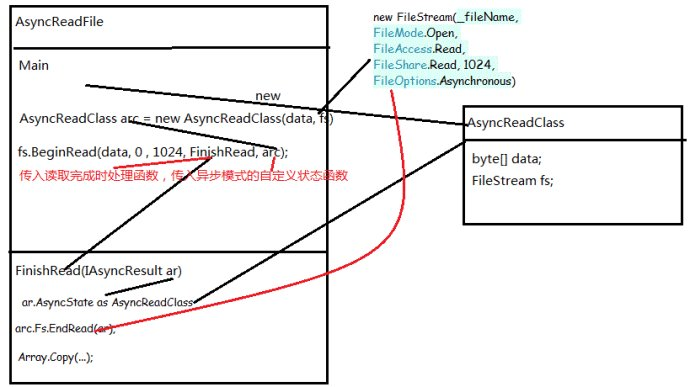 AsyncReadFile
Main
new
AsyncReadClass arc = new AsyncReadClass(data, fs)
fs.BeginRead(data, 0 , 1024, FinishRead, arc);
传入读取完成时处理函数，传入异步模式的自定义状态函数
FinishRead(IAsyncResult ar)
ar.AsyncState as AsyncReadClass
arc.Fs.EndRead(ar);
Array.Copy(...);
new FileStream(_fileName,
FileMode.Open,
FileAccess.Read,
FileShare.Read, 1024,
FileOptions.Asynchronous)
AsyncReadClass
byte[] data;
FileStream fs;